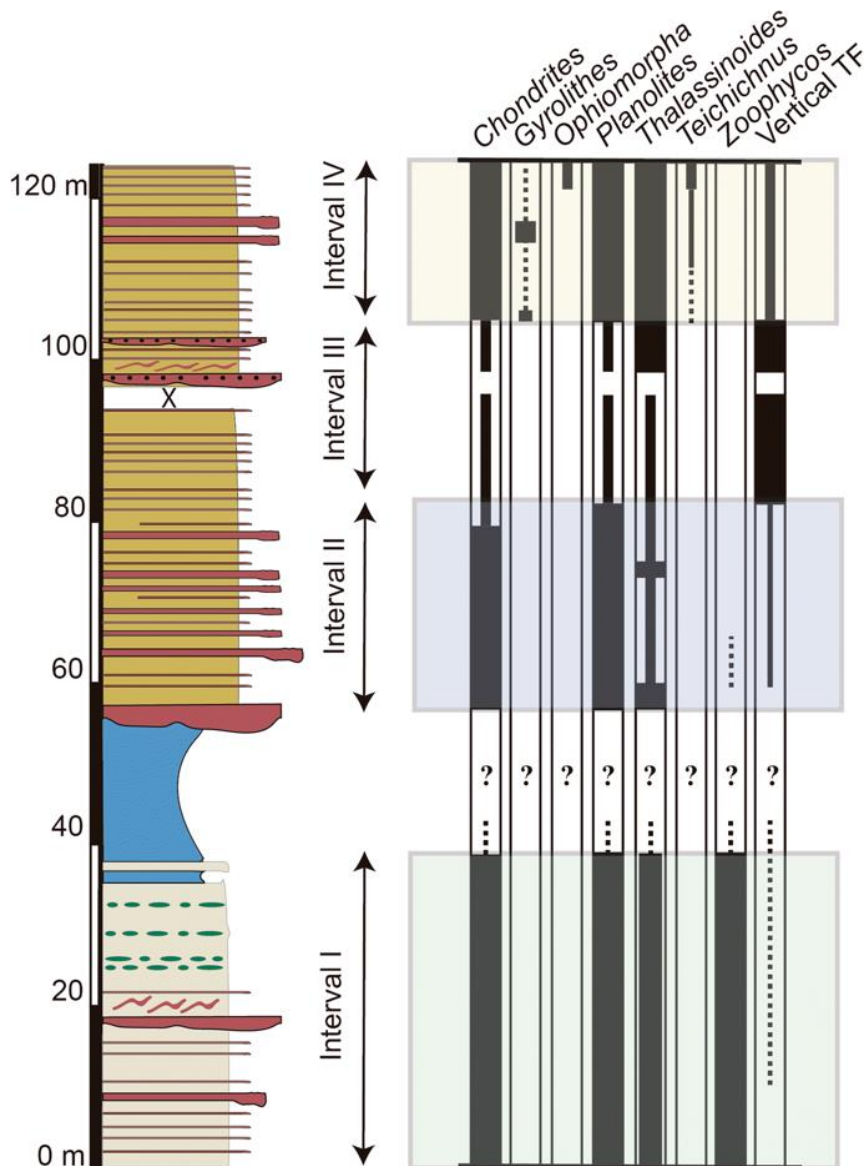 Chondrites
Gyrolithes
Ophiomorpha
Planolites
Thalassinoides
Teichichnus
Zoophycos
Vertical TF
120 m
100
80
60
40
20
0 m
Interval IV
Interval III
Interval II
Interval I
X
? ? ? ? ? ? ? ?